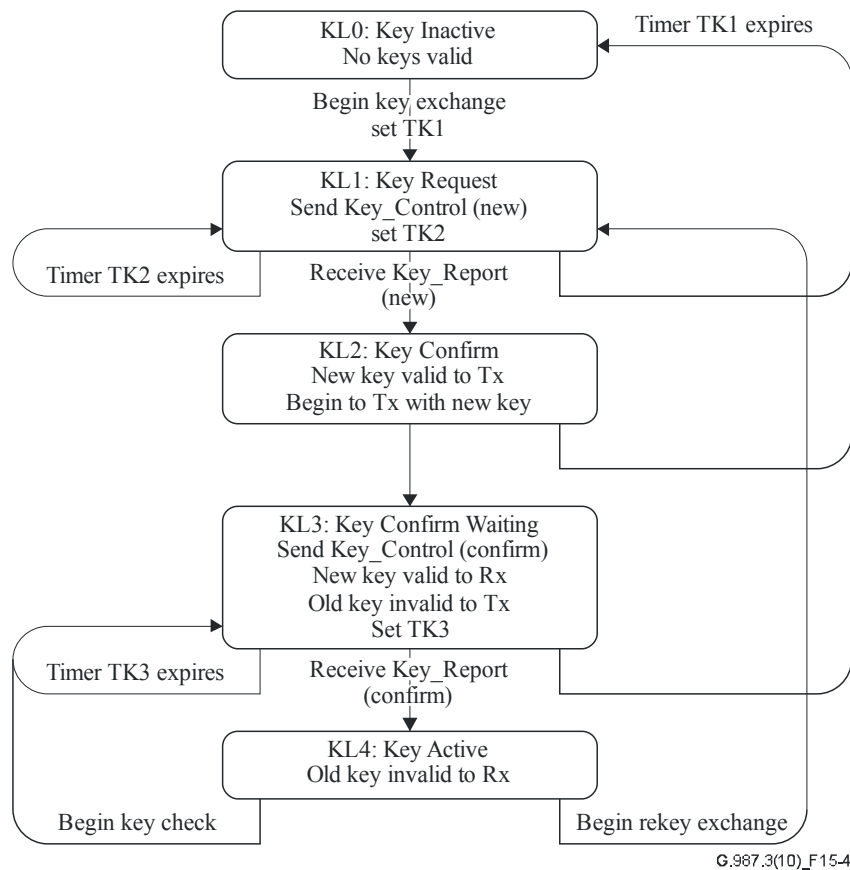 KL0: Key Inactive
No keys valid
Timer TK1 expires
Begin key exchange
set TK1
KL1: Key Request
Send Key_Control (new)
set TK2
Timer TK2 expires
Receive Key_Report
(new)
KL2: Key Confirm
New key valid to Tx
Begin to Tx with new key
KL3: Key Confirm Waiting
Send Key_Control (confirm)
New key valid to Rx
Old key invalid to Tx
Set TK3
Timer TK3 expires
Receive Key_Report
(confirm)
KL4: Key Active
Old key invalid to Rx
Begin key check
Begin rekey exchange
G.987.3(10)_F15-4